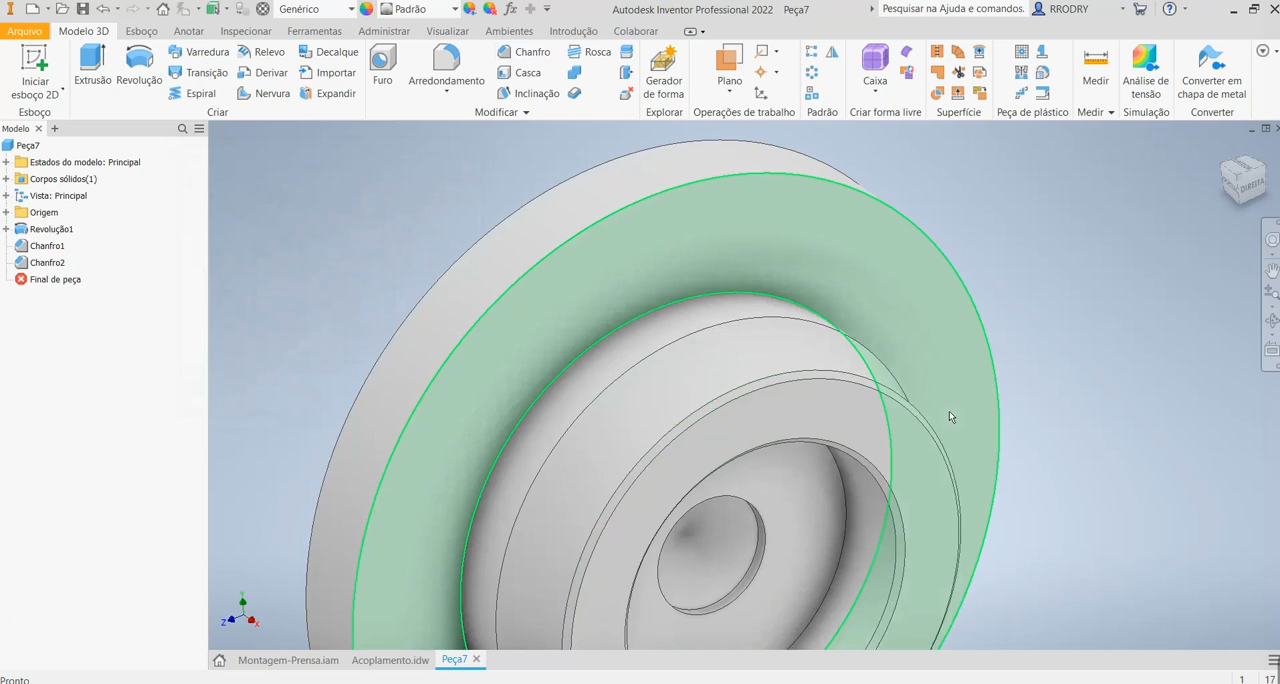 Genérico
Padrão
Autodesk Inventor Professional 2022 Peça7
Pesquisar na Ajuda e comandos.
RRODRY
Arquivo Modelo 3D Esboço Anotar Inspecionar Ferramentas Administrar Visualizar Ambientes Introdução Colaborar
Iniciar
esboço 2D
Esboço
Extrusão Revolução
Varredura Relevo Decalque
Transição Derivar Importar
Espiral Nervura Expandir
Criar
Furo Arredondamento
Chanfro Rosca
Casca
Inclinação
Modificar
Gerador
de forma
Explorar
Plano
Operações de trabalho
Padrão
Caixa
Criar forma livre
Superfície
Peça de plástico
Medir
Medir
Análise de
tensão
Simulação
Converter em
chapa de metal
Converter
Modelo
Peça7
Estados do modelo: Principal
Corpos sólidos(1)
Vista: Principal
Origem
Revolução1
Chanfro1
Chanfro2
Final de peça
DIREITA
Y
Z
X
Montagem-Prensa.iam Acoplamento.idw Peça7
Pronto
1 17